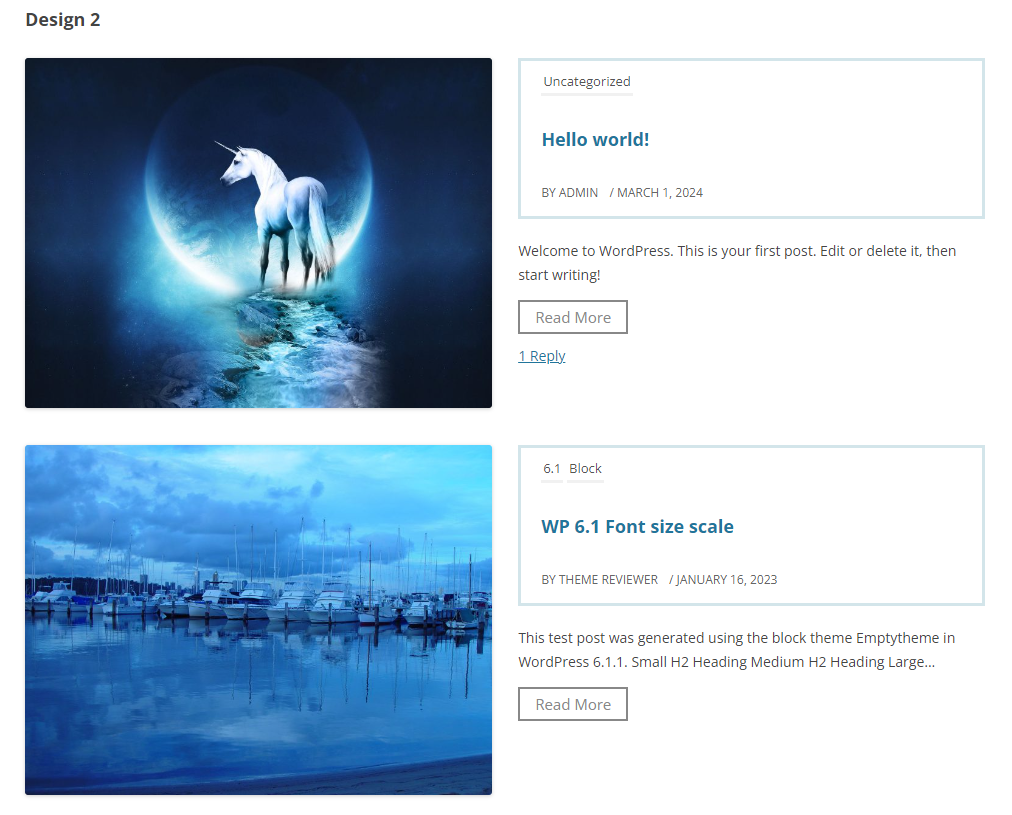 Design 2
Uncategorized
Hello world!
BY ADMIN / MARCH 1, 2024
Welcome to WordPress. This is your first post. Edit or delete it, then
start writing!
Read More
1 Reply
6.1 Block
WP 6.1 Font size scale
BY THEME REVIEWER / JANUARY 16, 2023
This test post was generated using the block theme Emptytheme in
WordPress 6.1.1. Small H2 Heading Medium H2 Heading Large…
Read More